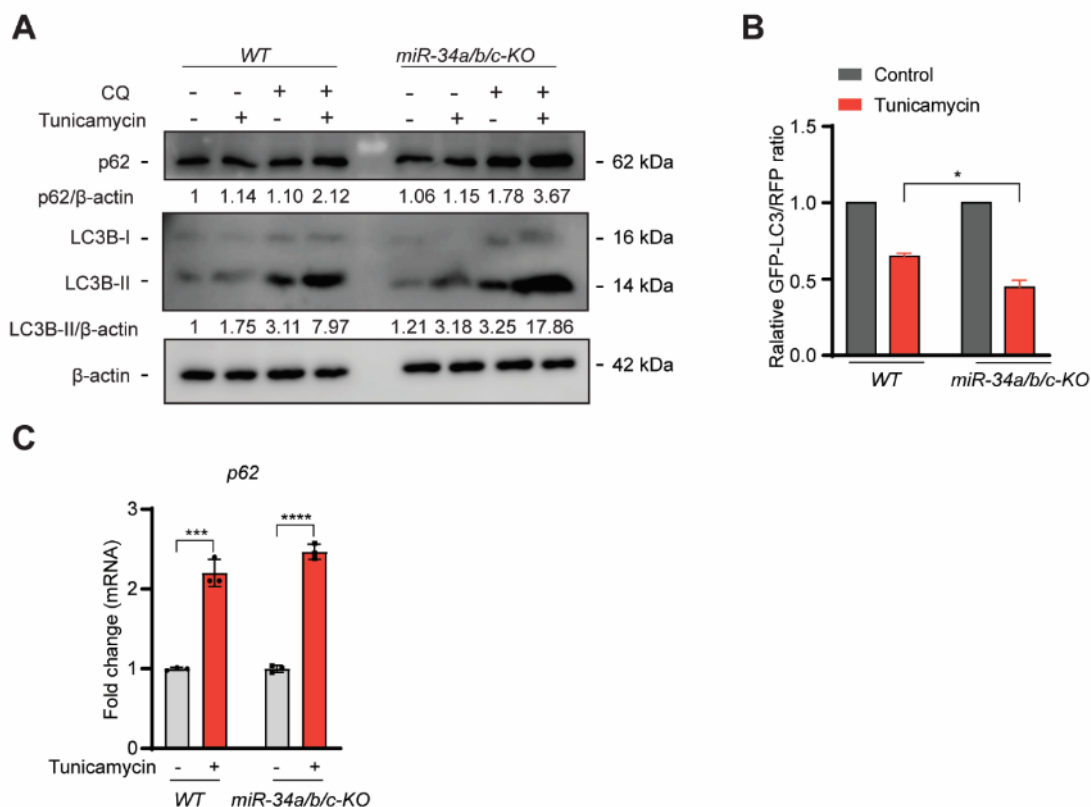 A
WT miR-34a/b/c-KO
CQ - - + + - - + +
Tunicamycin - + - + - + - +
p62 - - 62 kDa
p62/β-actin 1 1.14 1.10 2.12 1.06 1.15 1.78 3.67
LC3B-I - - 16 kDa
LC3B-II - - 14 kDa
LC3B-II/β-actin 1 1.75 3.11 7.97 1.21 3.18 3.25 17.86
β-actin - - 42 kDa
B
Control
Tunicamycin
Ralative GFP-LC3/RFP ratio
1.5
1.0
0.5
0.0
*
WT miR-34a/b/c-KO
C
p62
Fold change (mRNA)
3
2
1
0
*** ****
Tunicamycin - + - +
WT miR-34a/b/c-KO